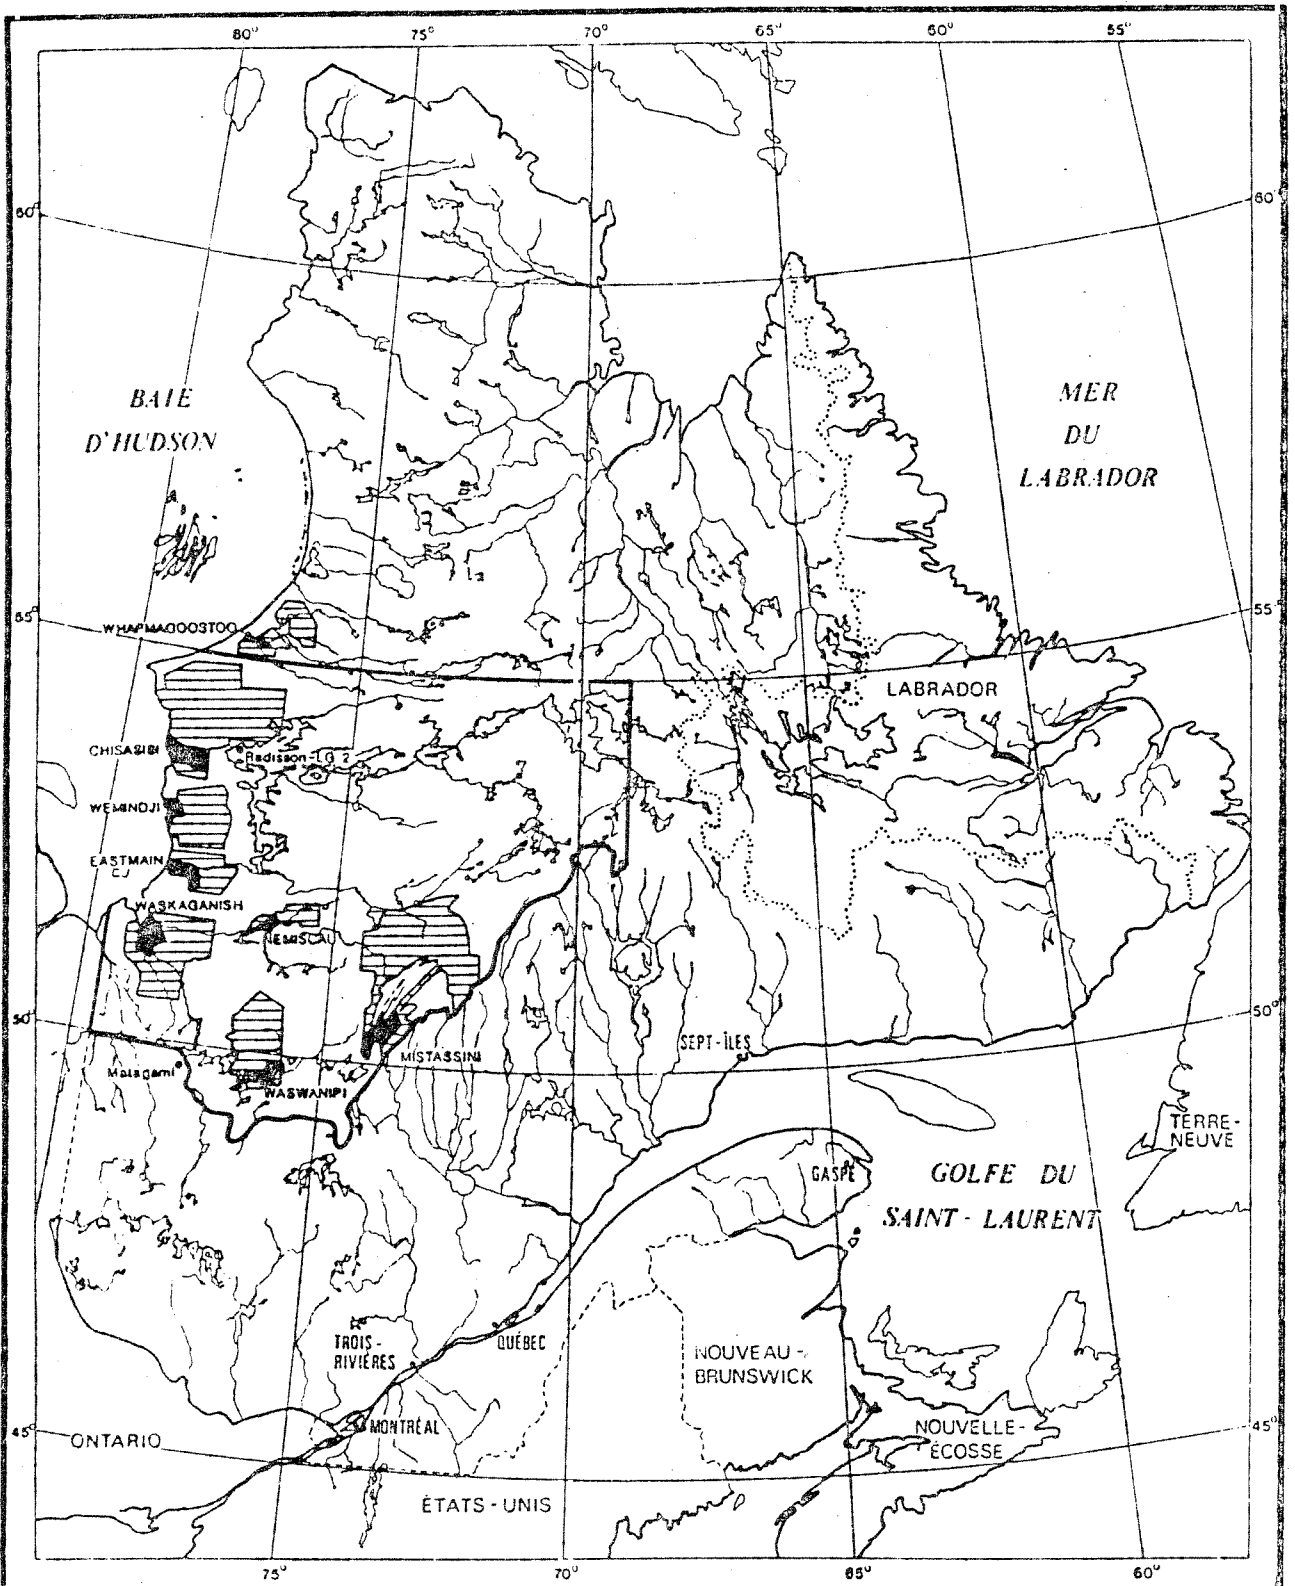 80° 75° 70° 65° 60° 55°
60° 60°
BAIE
D'HUDSON
MER
DU
LABRADOR
55° 55°
WHAPMAGOOSTOO
LABRADOR
CHISASIBI
Radisson-LG 2
WEMINDJI
EASTMAIN
CJ
WASKAGANISH
NEMISCAU
50° 50°
SEPT-ÎLES
MISTASSINI
Matagami
WASWANIPI
TERRE-
NEUVE
GASPÉ
GOLFE DU
SAINT-LAURENT
TROIS-
RIVIÈRES
QUÉBEC
NOUVEAU-
BRUNSWICK
MONTRÉAL
45° 45°
ONTARIO
NOUVELLE-
ÉCOSSE
ÉTATS-UNIS
75° 70° 65° 60°